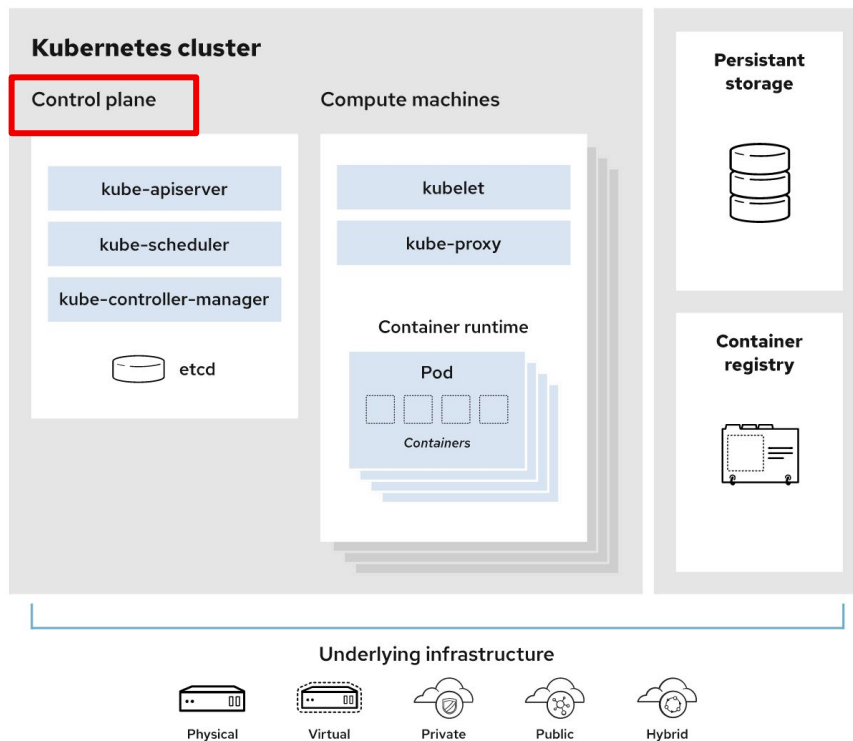 Kubernetes cluster
Control plane
kube-apiserver
kube-scheduler
kube-controller-manager
etcd
Compute machines
kubelet
kube-proxy
Container runtime
Pod
Containers
Persistant
storage
Container
registry
Underlying infrastructure
Physical
Virtual
Private
Public
Hybrid